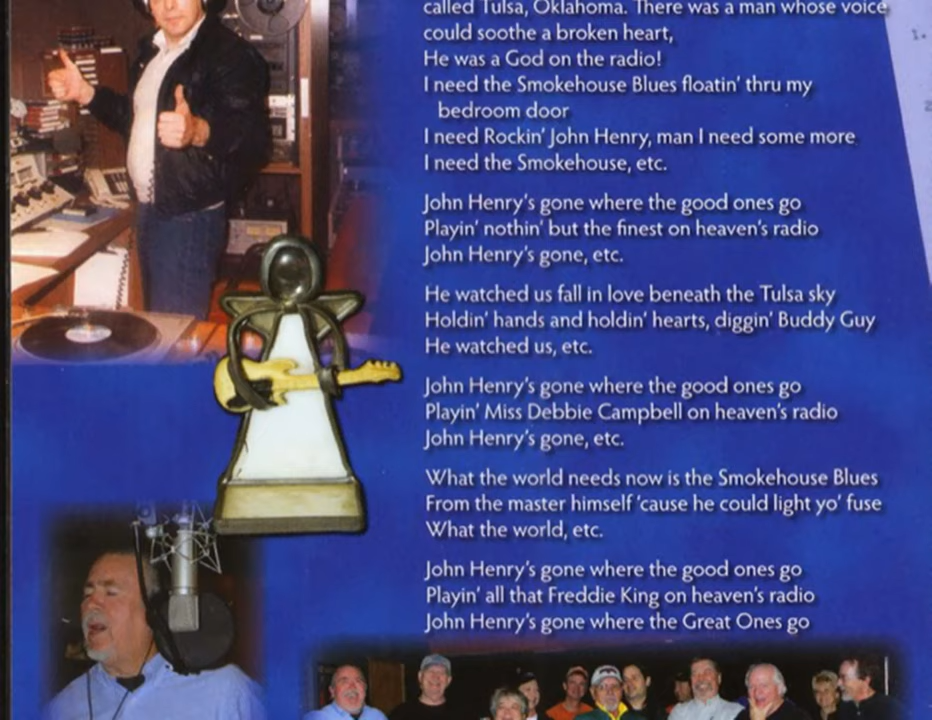 called Tulsa, Oklahoma. There was a man whose voice
could soothe a broken heart,
He was a God on the radio!
I need the Smokehouse Blues floatin' thru my
bedroom door
I need Rockin' John Henry, man I need some more
I need the Smokehouse, etc.
John Henry's gone where the good ones go
Playin' nothin' but the finest on heaven's radio
John Henry's gone, etc.
He watched us fall in love beneath the Tulsa sky
Holdin' hands and holdin' hearts, diggin' Buddy Guy
He watched us, etc.
John Henry's gone where the good ones go
Playin' Miss Debbie Campbell on heaven's radio
John Henry's gone, etc.
What the world needs now is the Smokehouse Blues
From the master himself 'cause he could light yo' fuse
What the world, etc.
John Henry's gone where the good ones go
Playin' all that Freddie King on heaven's radio
John Henry's gone where the Great Ones go